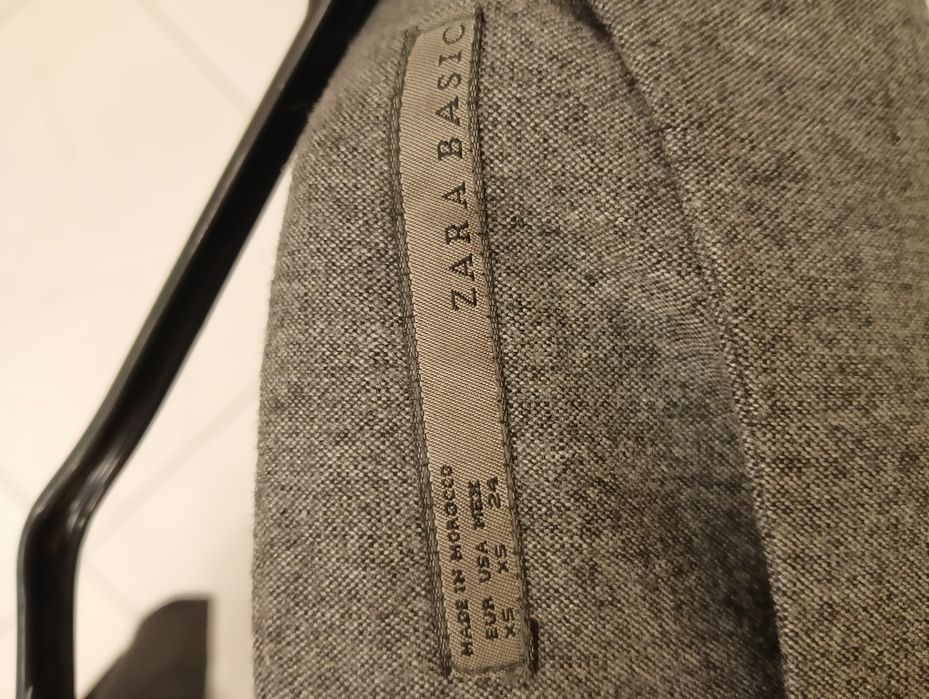 ZARA BASIC
MADE IN MOROCCO
EUR USA MEX
XS XS 24